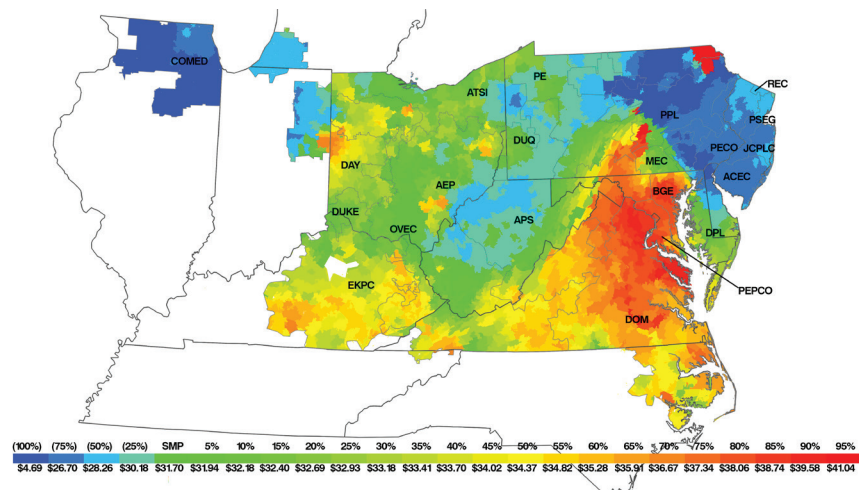 COMED
PE
ATSI
REC
PPL
PSEG
DUQ
PECO JCPLC
MEC
DAY
ACEC
AEP
BGE
DUKE
APS
OVEC
DPL
EKPC
PEPCO
DOM
(100%) (75%) (50%) (25%) SMP 5% 10% 15% 20% 25% 30% 35% 40% 45% 50% 55% 60% 65% 70% 75% 80% 85% 90% 95%
$4.69 $26.70 $28.26 $30.18 $31.70 $31.94 $32.18 $32.40 $32.69 $32.93 $33.18 $33.41 $33.70 $34.02 $34.37 $34.82 $35.28 $35.91 $36.67 $37.34 $38.06 $38.74 $39.58 $41.04